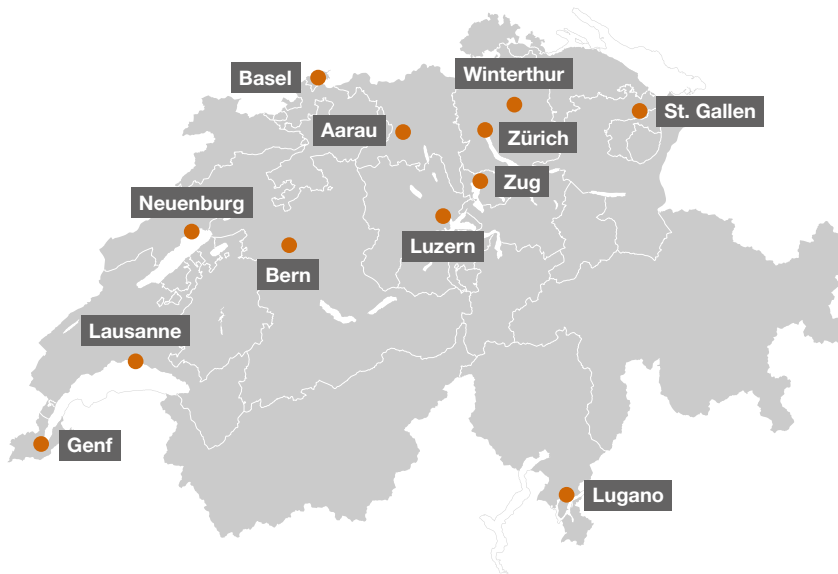 Basel
Winterthur
St. Gallen
Aarau
Zürich
Zug
Neuenburg
Luzern
Bern
Lausanne
Genf
Lugano